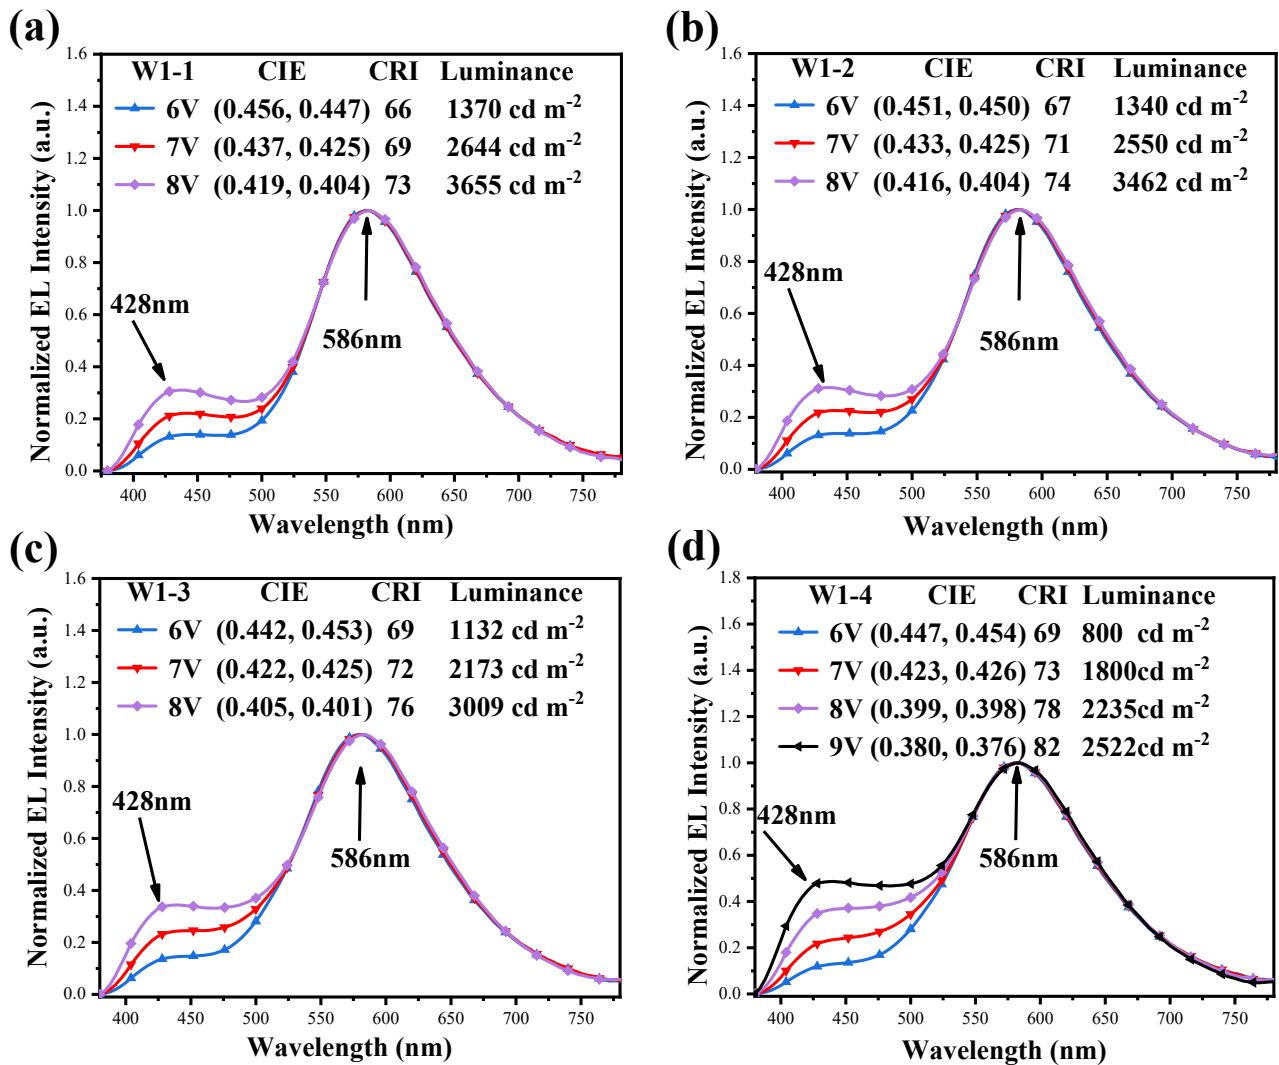 (a)
W1-1 CIE CRI Luminance
6V (0.456, 0.447) 66 1370 cd m⁻²
7V (0.437, 0.425) 69 2644 cd m⁻²
8V (0.419, 0.404) 73 3655 cd m⁻²
428nm
586nm
Normalized EL Intensity (a.u.)
1.6
1.4
1.2
1.0
0.8
0.6
0.4
0.2
0.0
400 450 500 550 600 650 700 750
Wavelength (nm)
(b)
W1-2 CIE CRI Luminance
6V (0.451, 0.450) 67 1340 cd m⁻²
7V (0.433, 0.425) 71 2550 cd m⁻²
8V (0.416, 0.404) 74 3462 cd m⁻²
428nm
586nm
Normalized EL Intensity (a.u.)
1.6
1.4
1.2
1.0
0.8
0.6
0.4
0.2
0.0
400 450 500 550 600 650 700 750
Wavelength (nm)
(c)
W1-3 CIE CRI Luminance
6V (0.442, 0.453) 69 1132 cd m⁻²
7V (0.422, 0.425) 72 2173 cd m⁻²
8V (0.405, 0.401) 76 3009 cd m⁻²
428nm
586nm
Normalized EL Intensity (a.u.)
1.6
1.4
1.2
1.0
0.8
0.6
0.4
0.2
0.0
400 450 500 550 600 650 700 750
Wavelength (nm)
(d)
W1-4 CIE CRI Luminance
6V (0.447, 0.454) 69 800 cd m⁻²
7V (0.423, 0.426) 73 1800cd m⁻²
8V (0.399, 0.398) 78 2235cd m⁻²
9V (0.380, 0.376) 82 2522cd m⁻²
428nm
586nm
Normalized EL Intensity (a.u.)
1.8
1.6
1.4
1.2
1.0
0.8
0.6
0.4
0.2
0.0
400 450 500 550 600 650 700 750
Wavelength (nm)